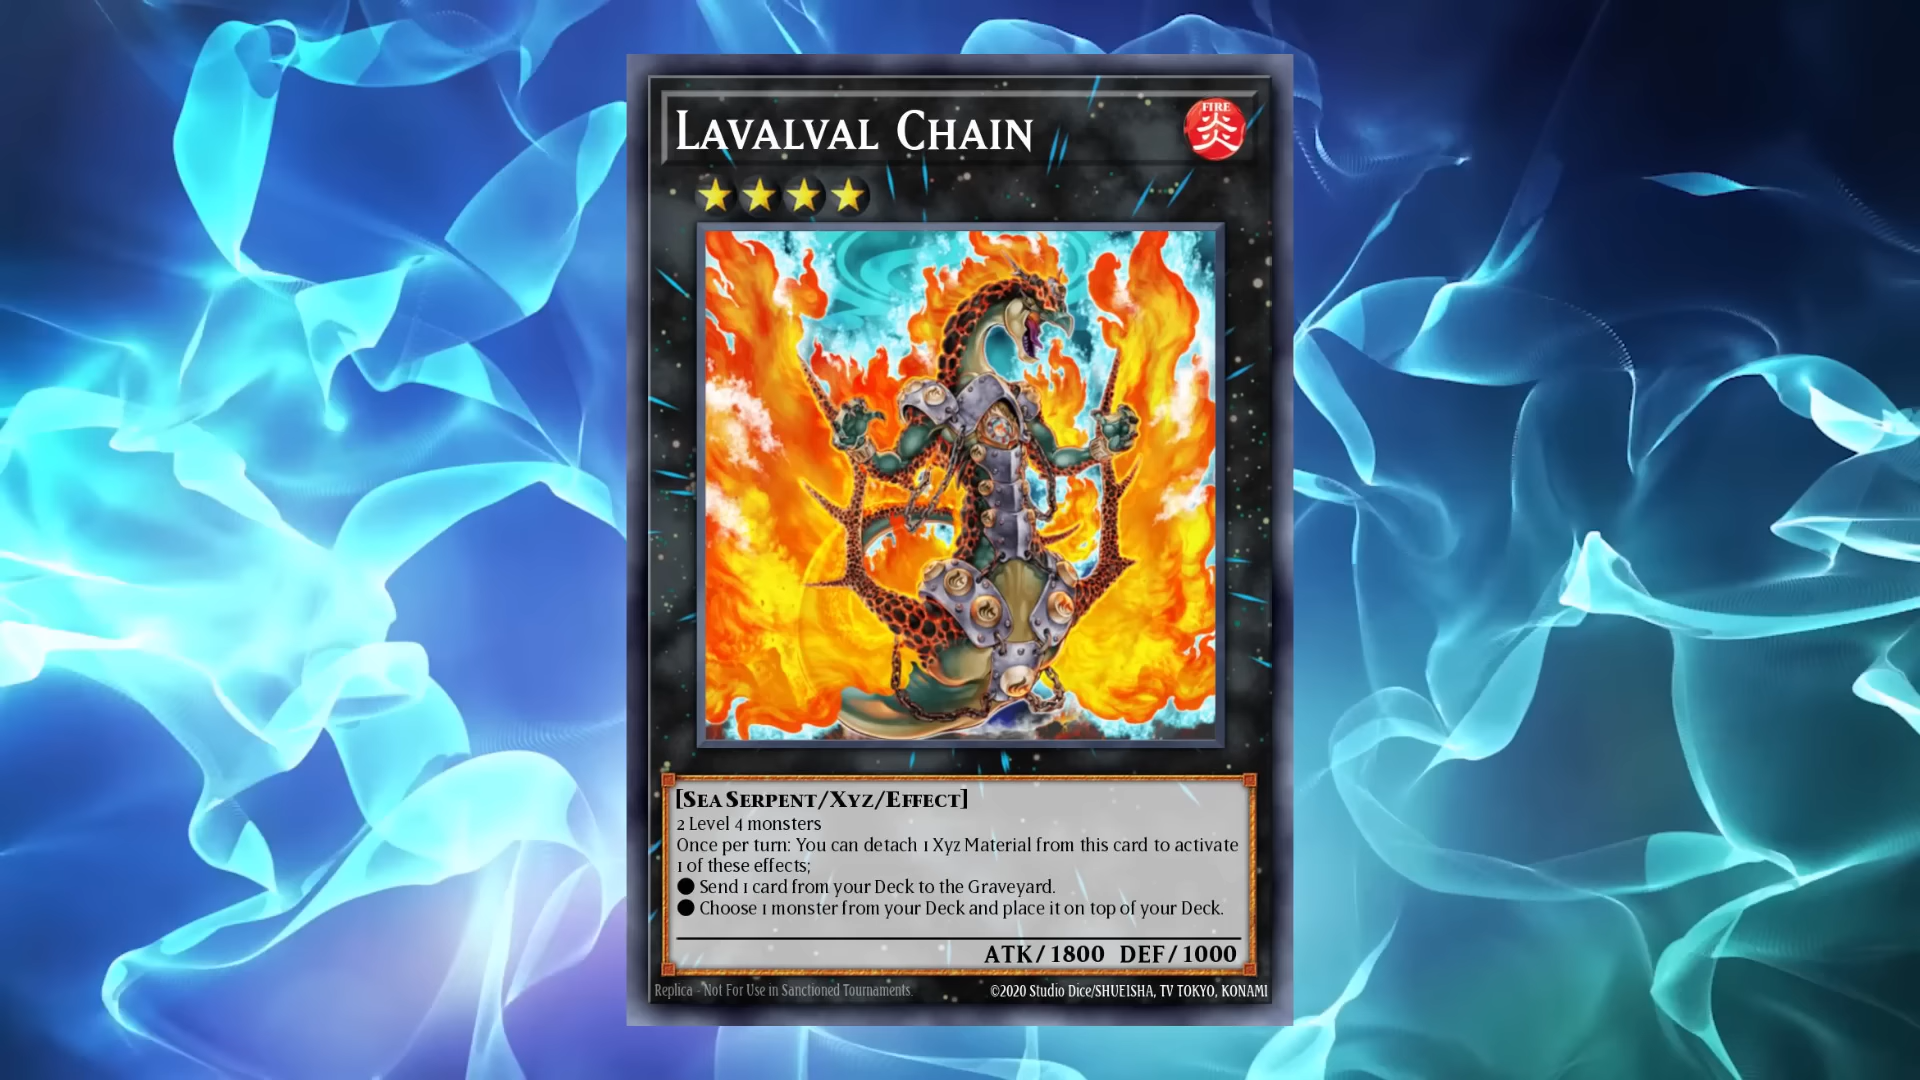 Lavalval Chain
FIRE
炎
[Sea Serpent/Xyz/Effect]
2 Level 4 monsters
Once per turn: You can detach 1 Xyz Material from this card to activate
1 of these effects;
● Send 1 card from your Deck to the Graveyard.
● Choose 1 monster from your Deck and place it on top of your Deck.
ATK/1800 DEF/1000
Replica - Not For Use in Sanctioned Tournaments.
©2020 Studio Dice/SHUEISHA, TV TOKYO, KONAMI